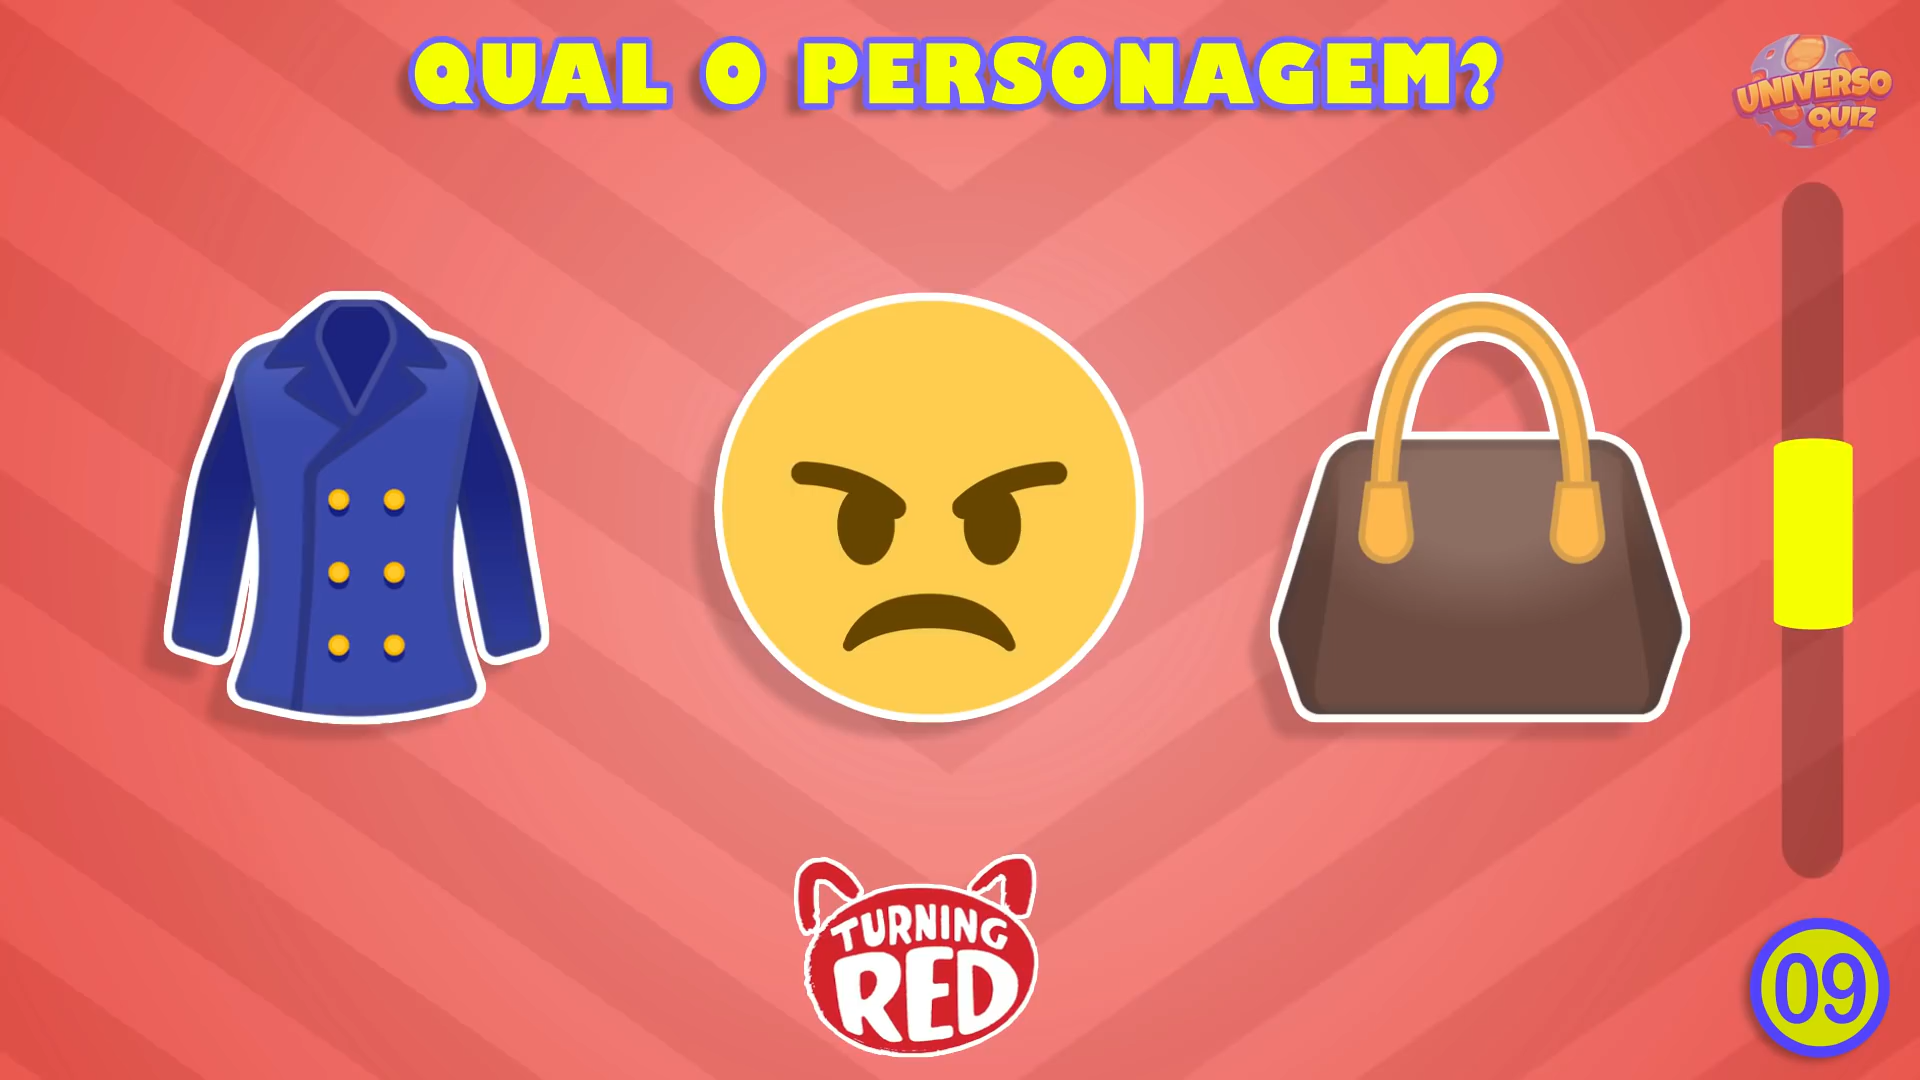 QUAL O PERSONAGEM?
UNIVERSO
QUIZ
TURNING
RED
09